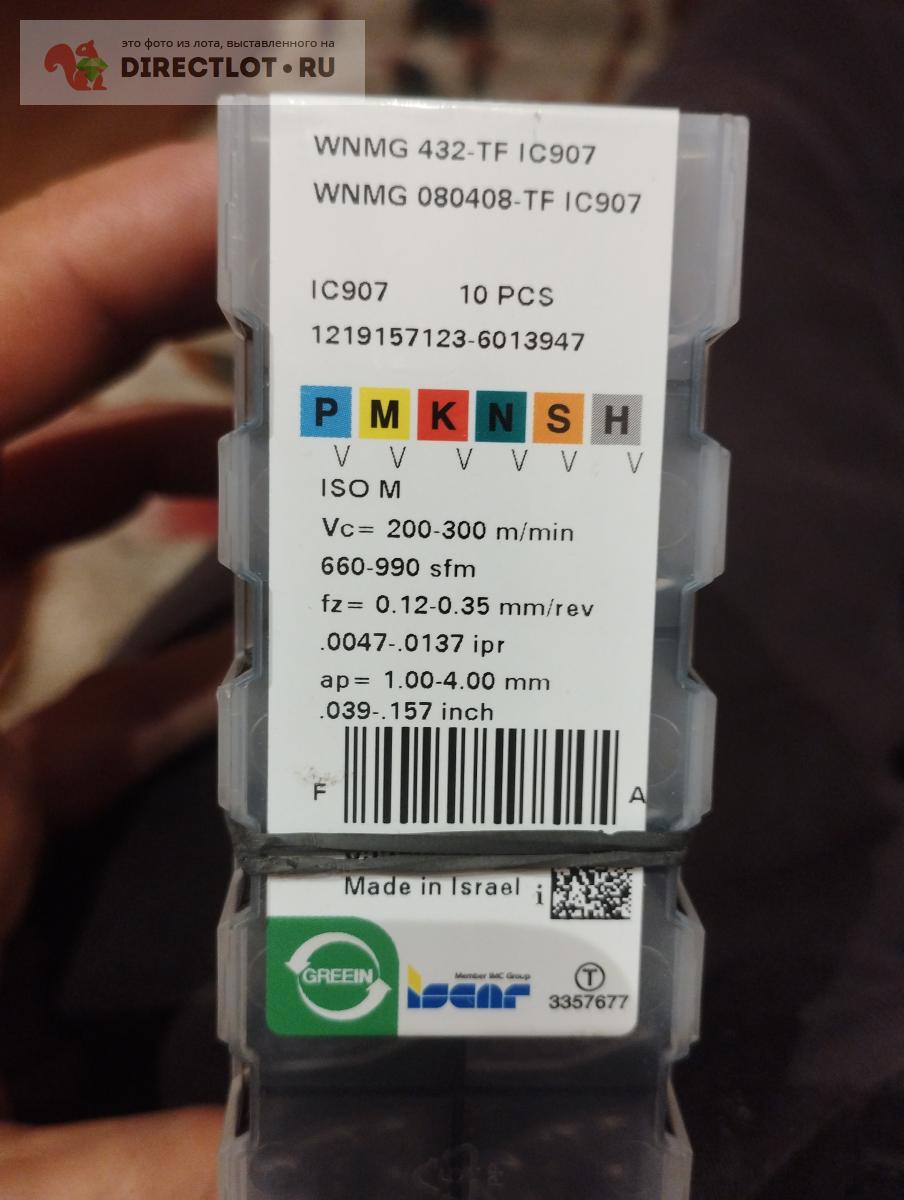 это фото из лота, выставленного на
DIRECTLOT.RU
WNMG 432-TF IC907
WNMG 080408-TF IC907
IC907 10 PCS
1219157123-6013947
P M K N S H
V V V V V V
ISO M
Vc= 200-300 m/min
660-990 sfm
fz= 0.12-0.35 mm/rev
.0047-.0137 ipr
ap= 1.00-4.00 mm
.039-.157 inch
F A
Made in Israel i
GREEIN
Member IMC Group
iscar
T
3357677